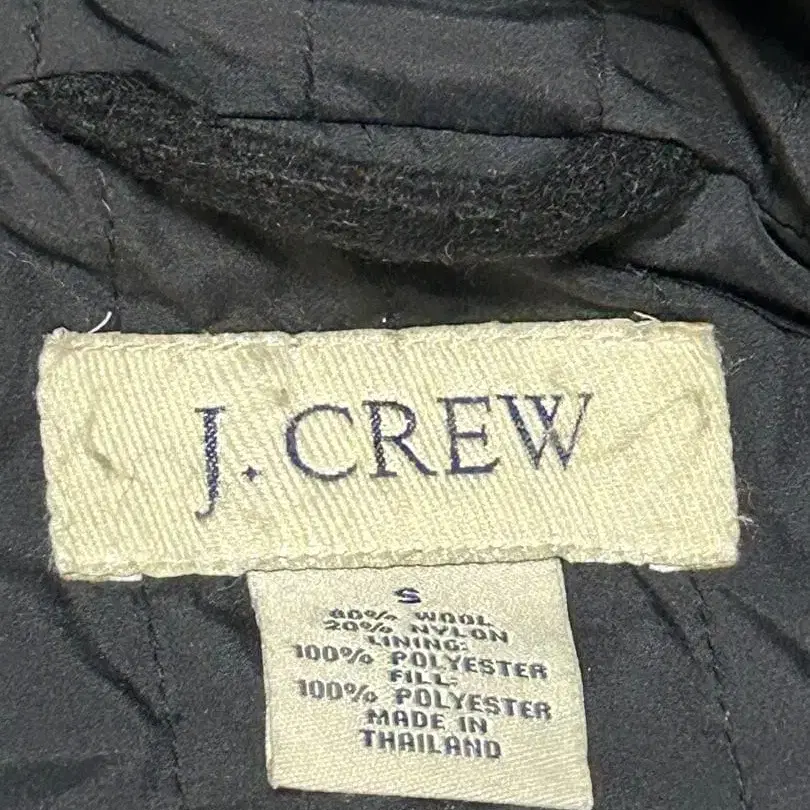 J. CREW
S
80% WOOL
20% NYLON
LINING:
100% POLYESTER
FILL:
100% POLYESTER
MADE IN
THAILAND